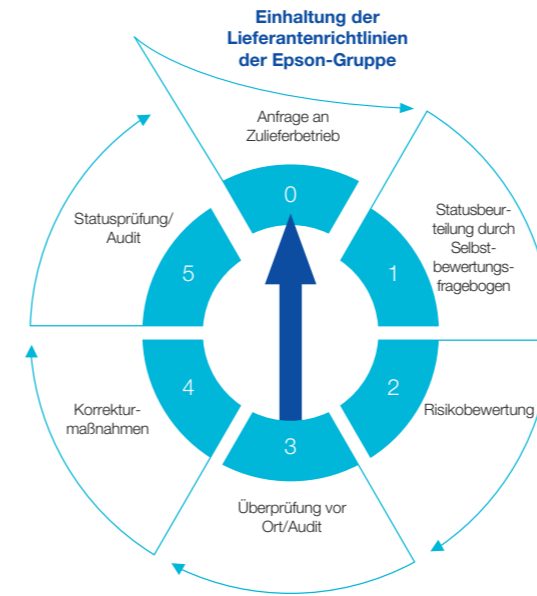 Einhaltung der
Lieferantenrichtlinien
der Epson-Gruppe
Anfrage an
Zulieferbetrieb
0
Statusbeur-
teilung durch
Selbst-
bewertungs-
fragebogen
1
2
Risikobewertung
3
Überprüfung vor
Ort/Audit
4
Korrektur-
maßnahmen
5
Statusprüfung/
Audit